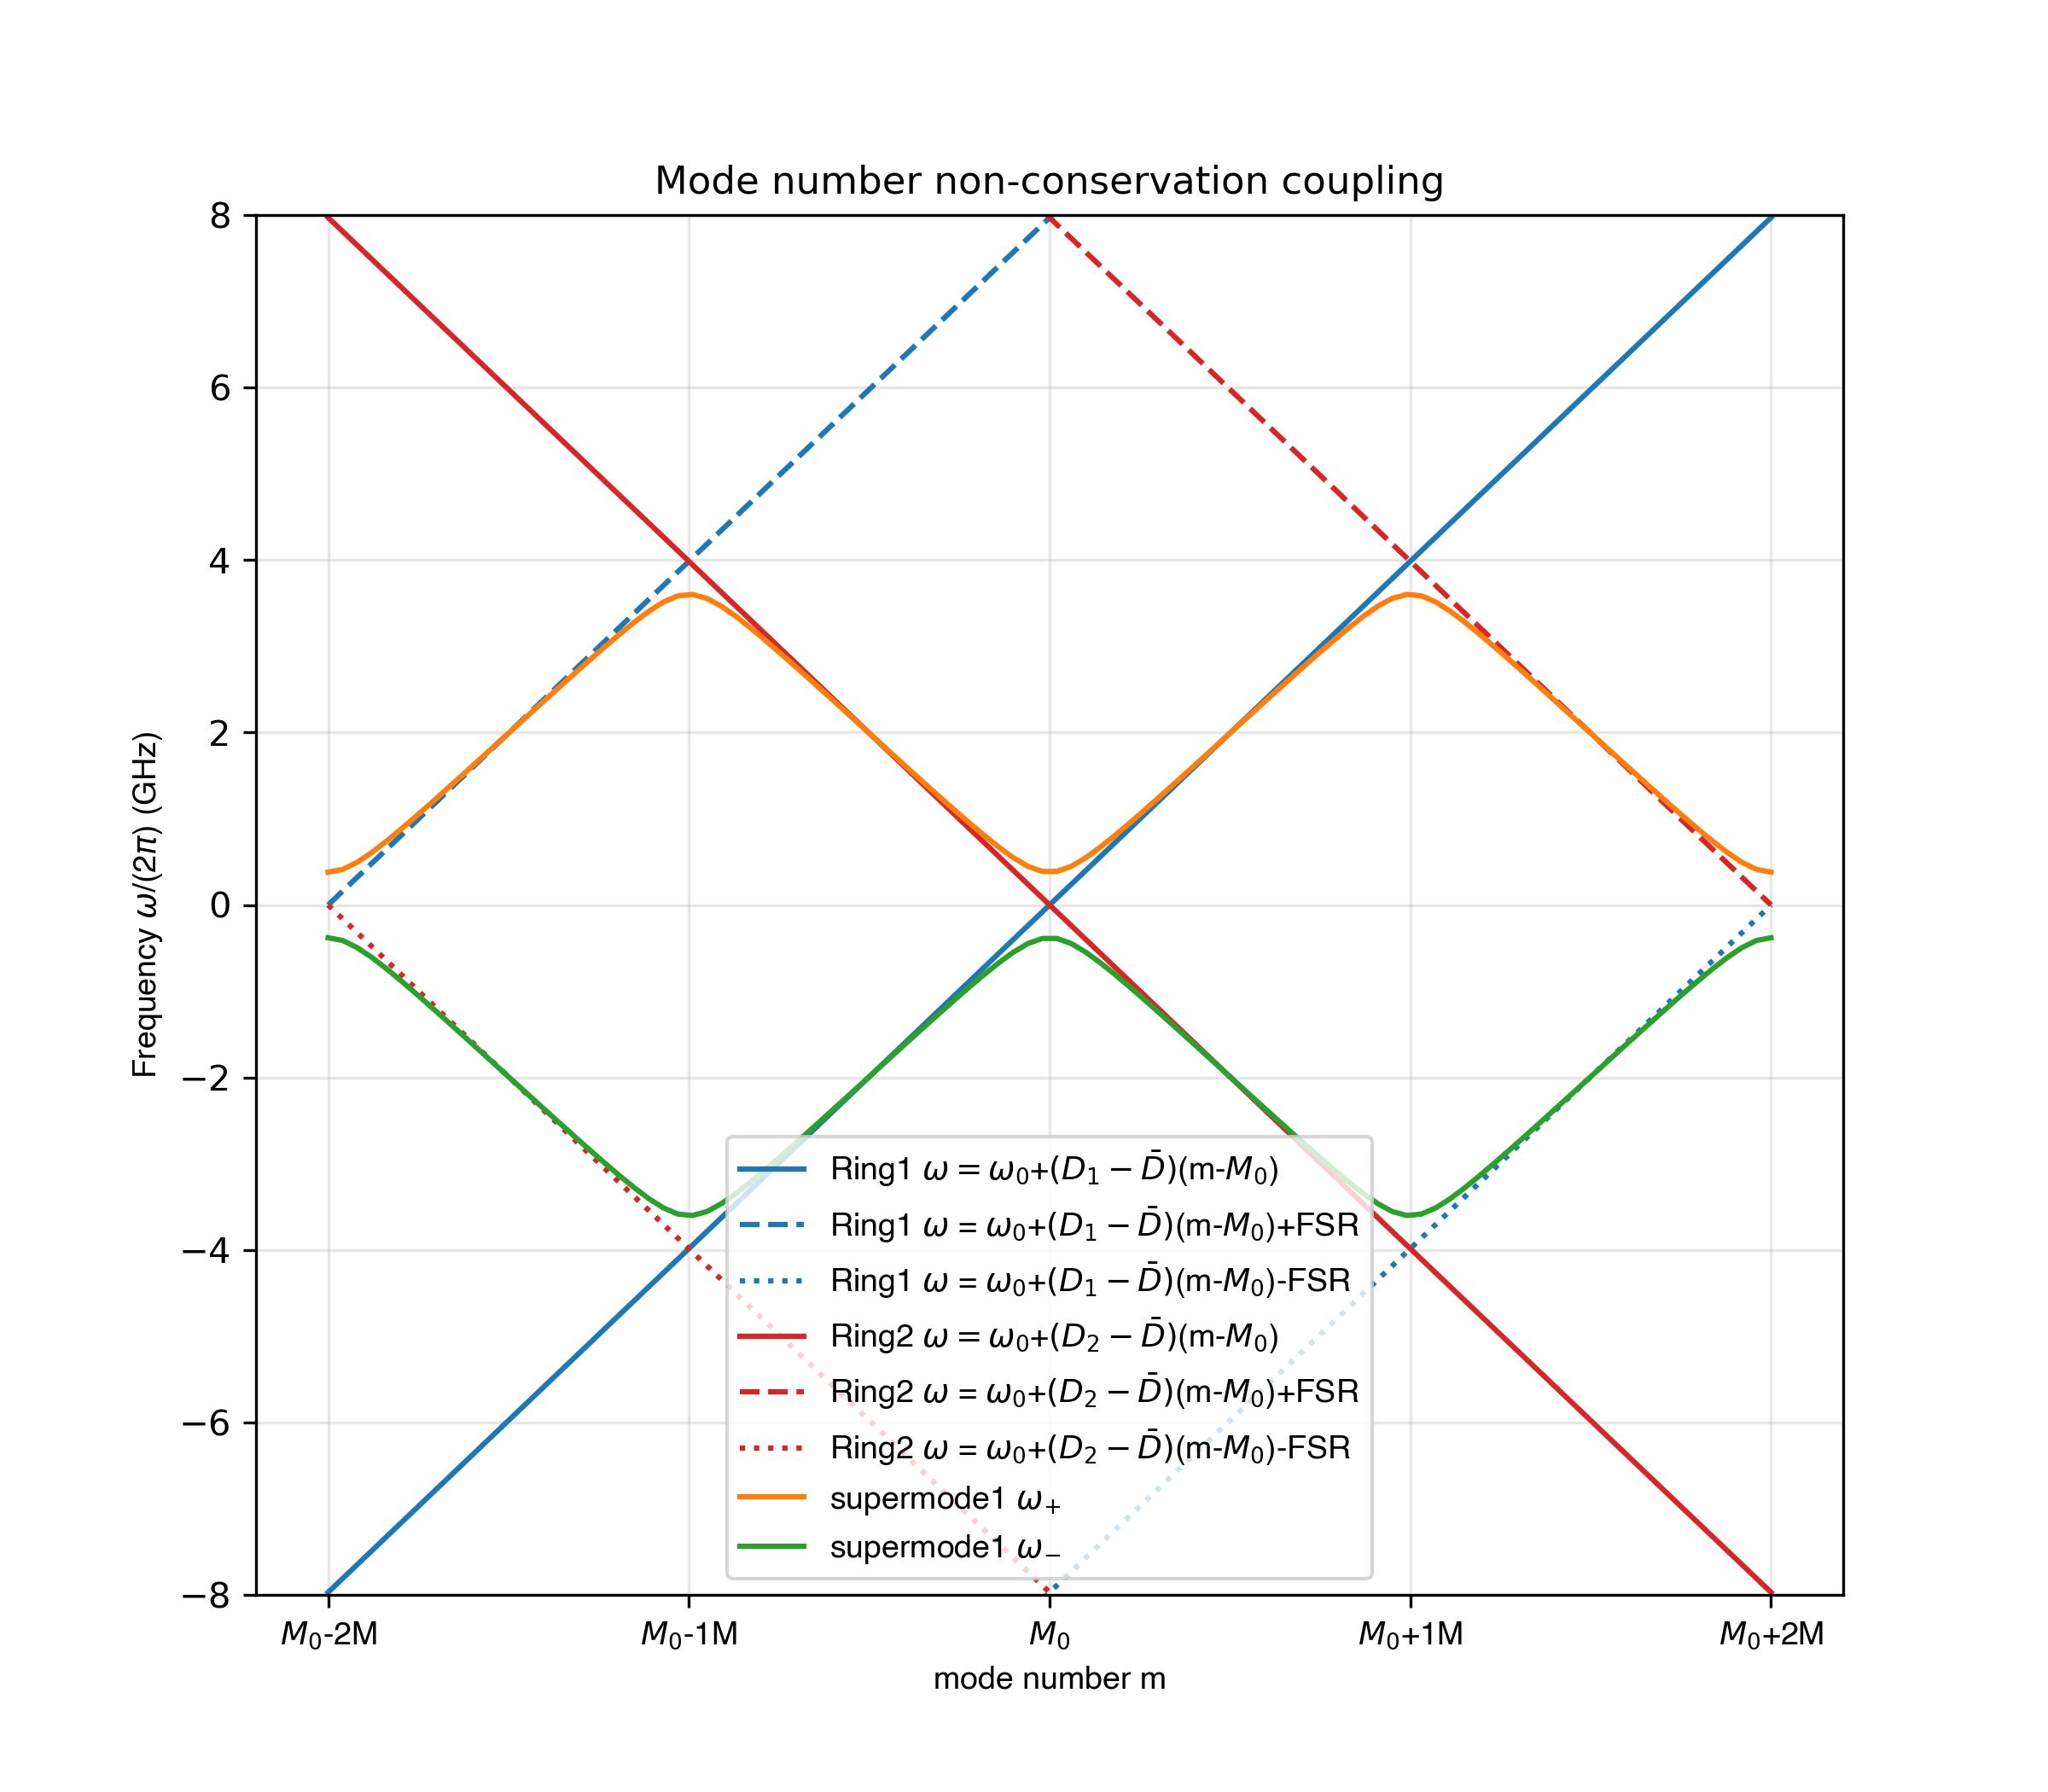 Mode number non-conservation coupling
8
6
4
2
0
−2
−4
−6
−8
Frequency ω/(2π) (GHz)
Ring1 ω = ω₀+(D₁ − D̄)(m-M₀)
Ring1 ω = ω₀+(D₁ − D̄)(m-M₀)+FSR
Ring1 ω = ω₀+(D₁ − D̄)(m-M₀)-FSR
Ring2 ω = ω₀+(D₂ − D̄)(m-M₀)
Ring2 ω = ω₀+(D₂ − D̄)(m-M₀)+FSR
Ring2 ω = ω₀+(D₂ − D̄)(m-M₀)-FSR
supermode1 ω₊
supermode1 ω₋
M₀-2M M₀-1M M₀ M₀+1M M₀+2M
mode number m